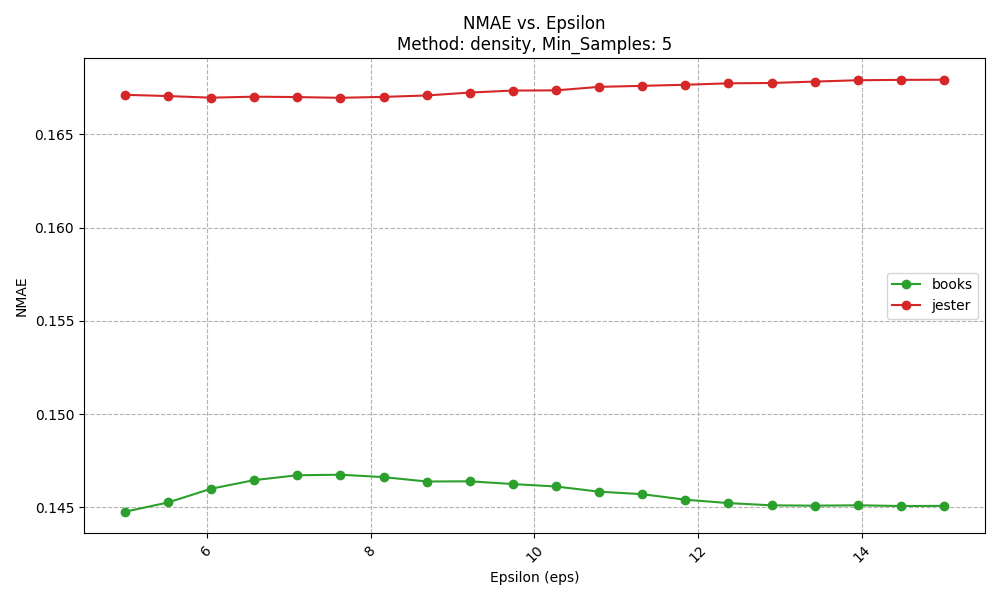 NMAE vs. Epsilon
Method: density, Min_Samples: 5
NMAE
0.165
0.160
0.155
0.150
0.145
books
jester
6
8
10
12
14
Epsilon (eps)